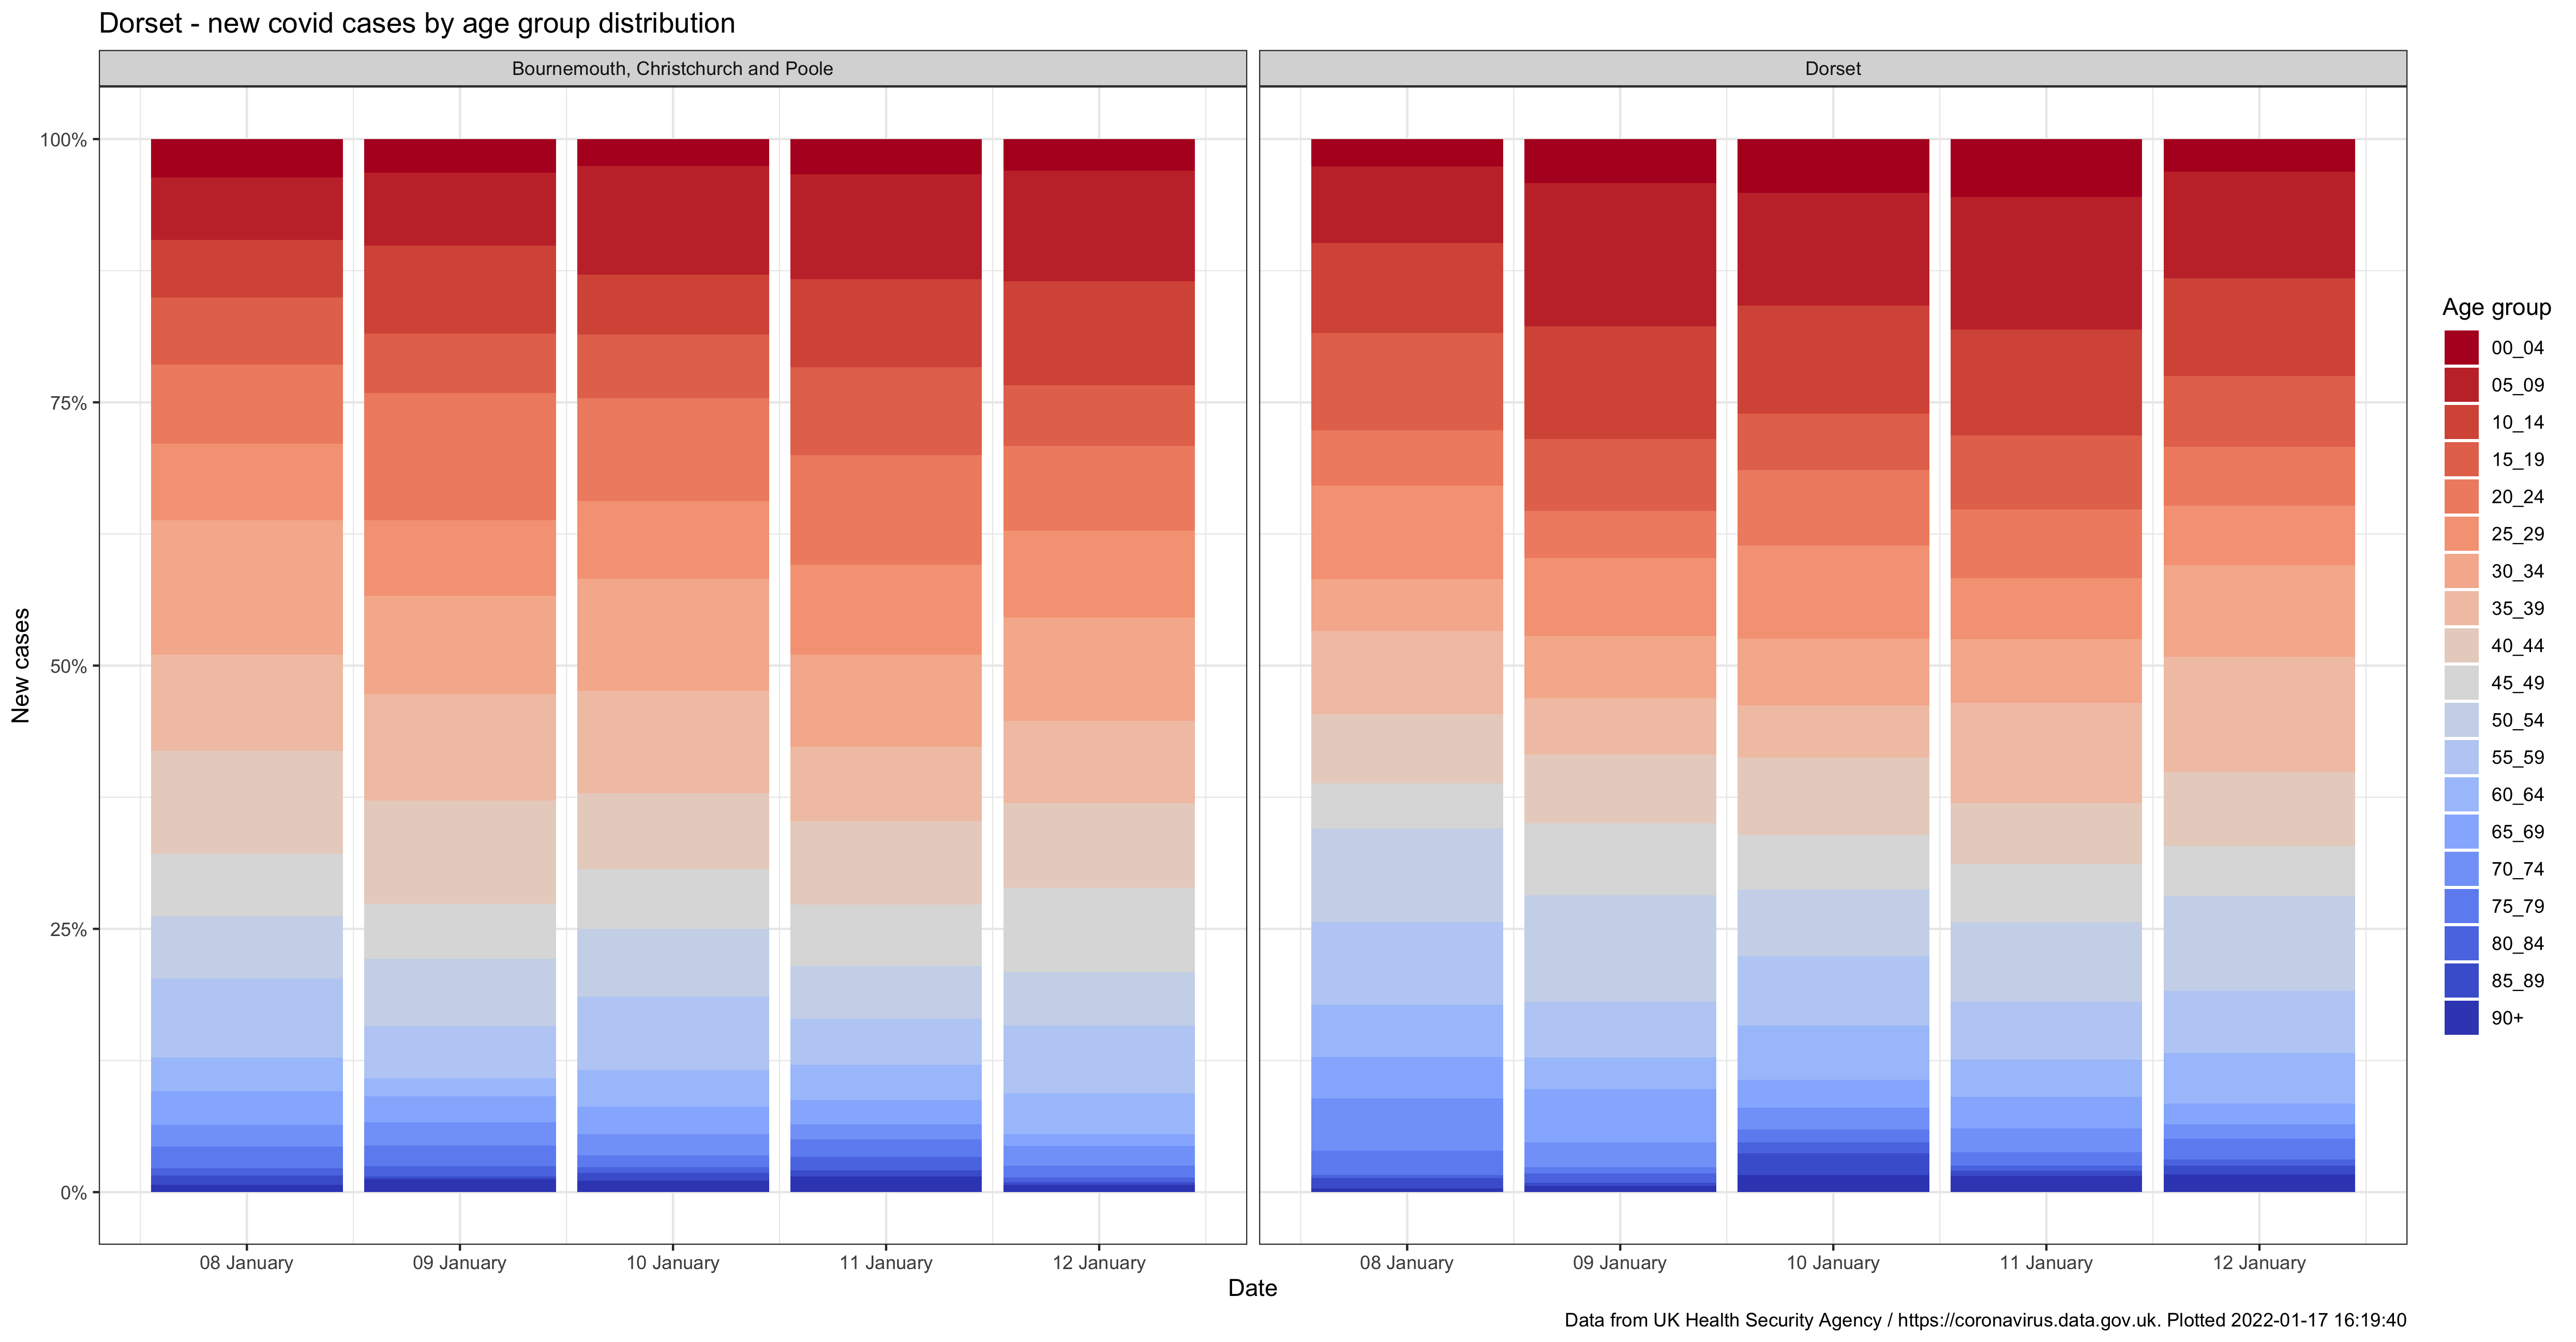 Dorset - new covid cases by age group distribution
Bournemouth, Christchurch and Poole
Dorset
100%
75%
50%
25%
0%
New cases
08 January
09 January
10 January
11 January
12 January
08 January
09 January
10 January
11 January
12 January
Date
Age group
00_04
05_09
10_14
15_19
20_24
25_29
30_34
35_39
40_44
45_49
50_54
55_59
60_64
65_69
70_74
75_79
80_84
85_89
90+
Data from UK Health Security Agency / https://coronavirus.data.gov.uk. Plotted 2022-01-17 16:19:40